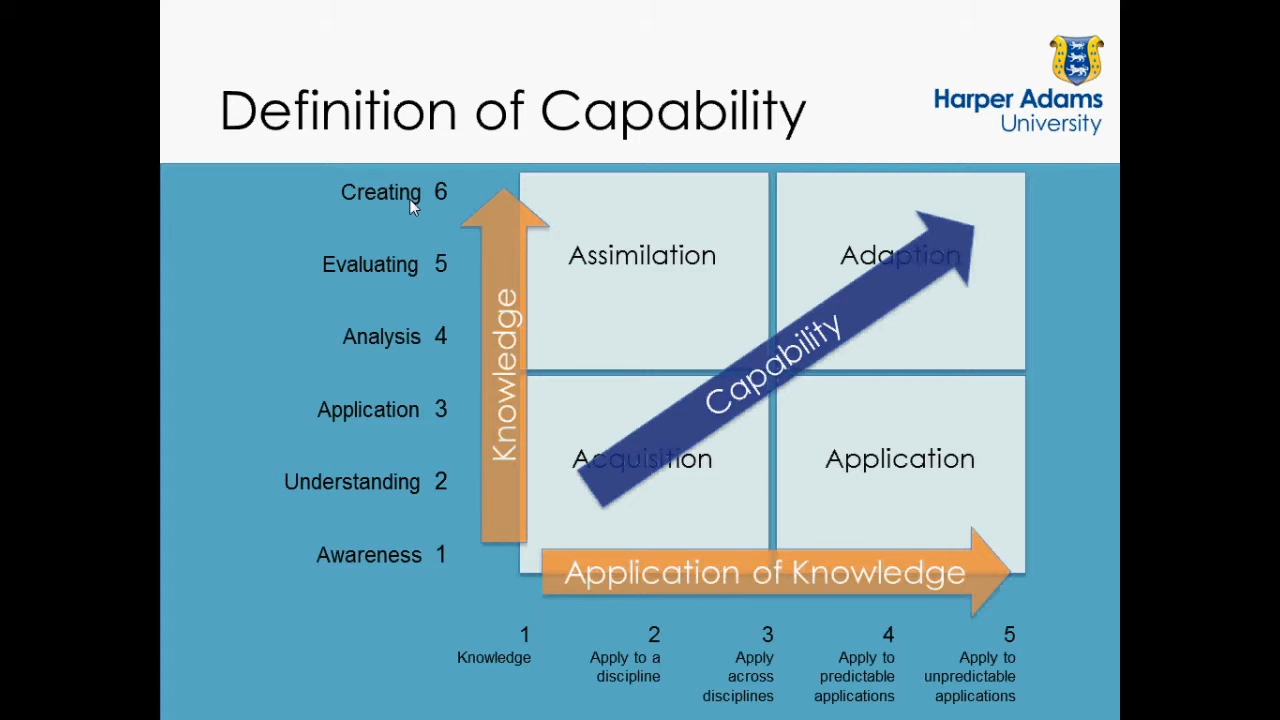 Definition of Capability
Harper Adams
University
Creating 6
Evaluating 5
Analysis 4
Application 3
Understanding 2
Awareness 1
Knowledge
Assimilation
Adaption
Capability
Acquisition
Application
Application of Knowledge
1
Knowledge
2
Apply to a
discipline
3
Apply
across
disciplines
4
Apply to
predictable
applications
5
Apply to
unpredictable
applications